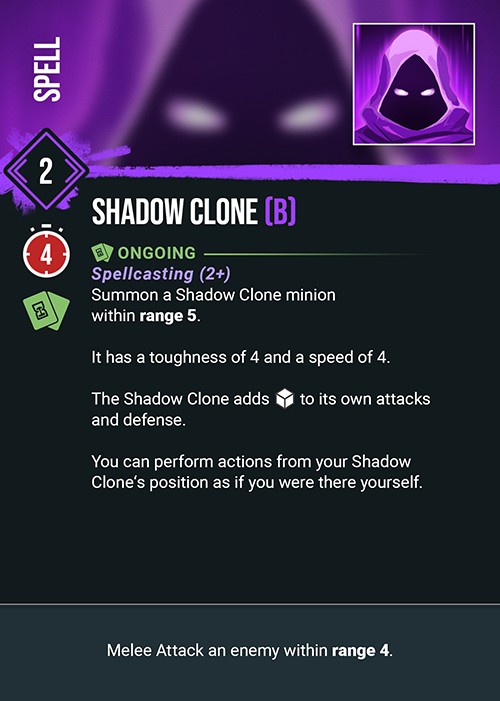 SPELL
2
SHADOW CLONE (B)
4
ONGOING
Spellcasting (2+)
Summon a Shadow Clone minion
within range 5.
It has a toughness of 4 and a speed of 4.
The Shadow Clone adds to its own attacks
and defense.
You can perform actions from your Shadow
Clone‘s position as if you were there yourself.
Melee Attack an enemy within range 4.